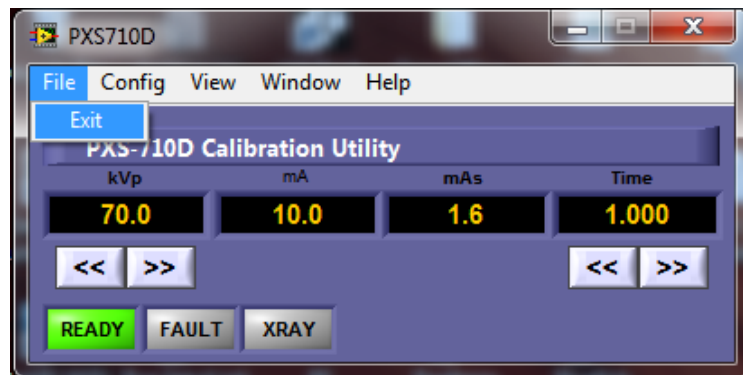 PXS710D
X
File Config View Window Help
Exit
PXS-710D Calibration Utility
kVp mA mAs Time
70.0 10.0 1.6 1.000
<< >> << >>
READY FAULT XRAY